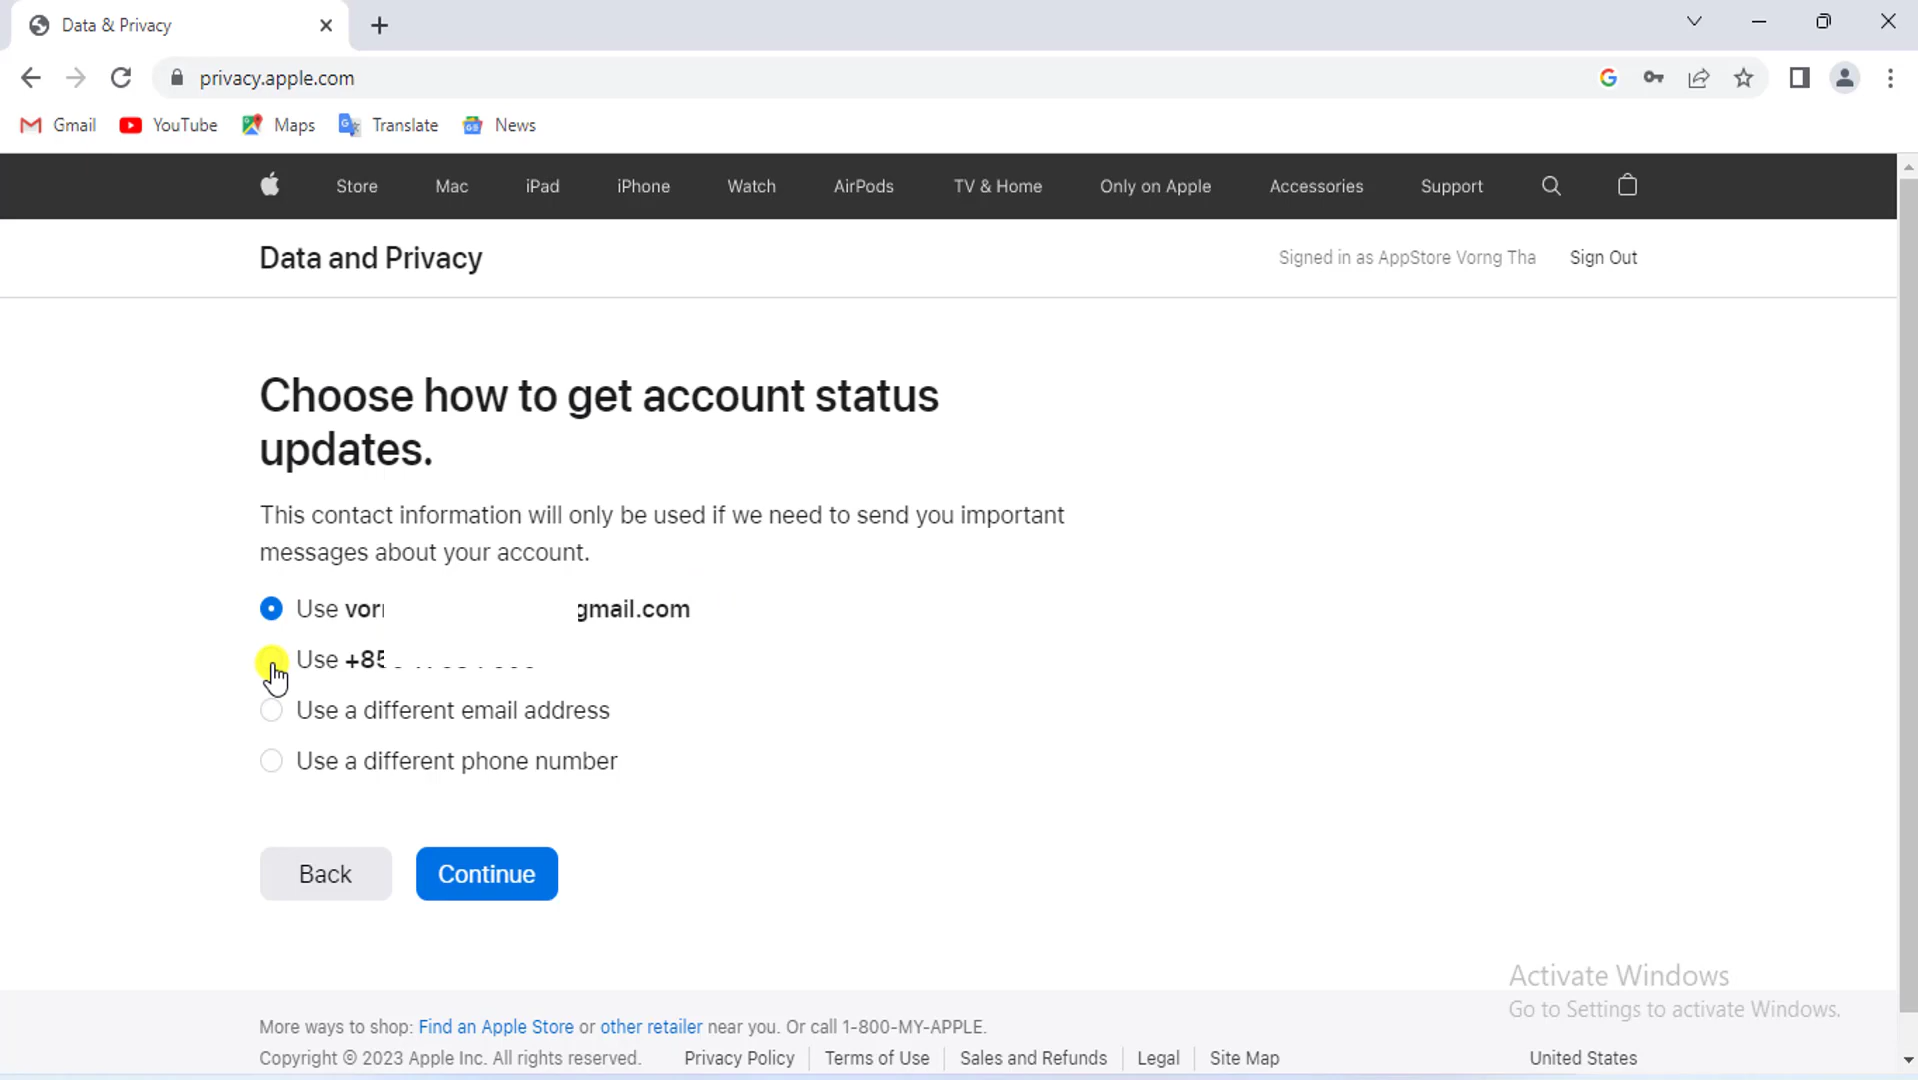 Data & Privacy
privacy.apple.com
Gmail YouTube Maps Translate News
Store Mac iPad iPhone Watch AirPods TV & Home Only on Apple Accessories Support
Data and Privacy Signed in as AppStore Vorng Tha Sign Out
Choose how to get account status
updates.
This contact information will only be used if we need to send you important
messages about your account.
Use vor gmail.com
Use +85
Use a different email address
Use a different phone number
Back Continue
Activate Windows
Go to Settings to activate Windows.
More ways to shop: Find an Apple Store or other retailer near you. Or call 1-800-MY-APPLE.
Copyright © 2023 Apple Inc. All rights reserved. Privacy Policy Terms of Use Sales and Refunds Legal Site Map United States